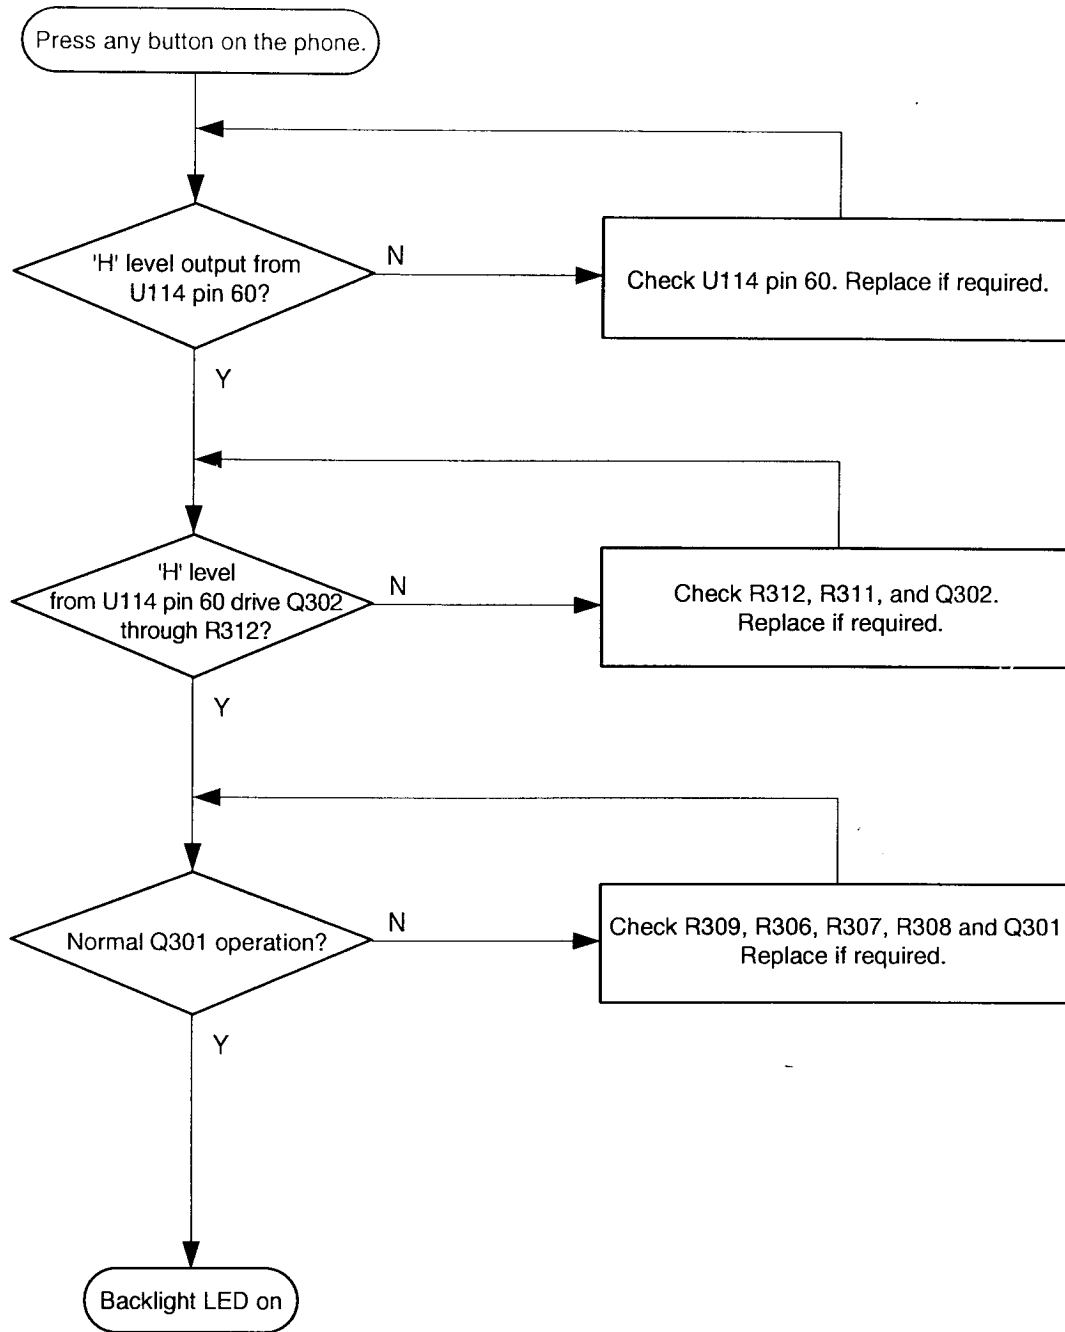 Press any button on the phone.
'H' level output from
U114 pin 60?
N
Check U114 pin 60. Replace if required.
Y
'H' level
from U114 pin 60 drive Q302
through R312?
N
Check R312, R311, and Q302.
Replace if required.
Y
Normal Q301 operation?
N
Check R309, R306, R307, R308 and Q301
Replace if required.
Y
Backlight LED on